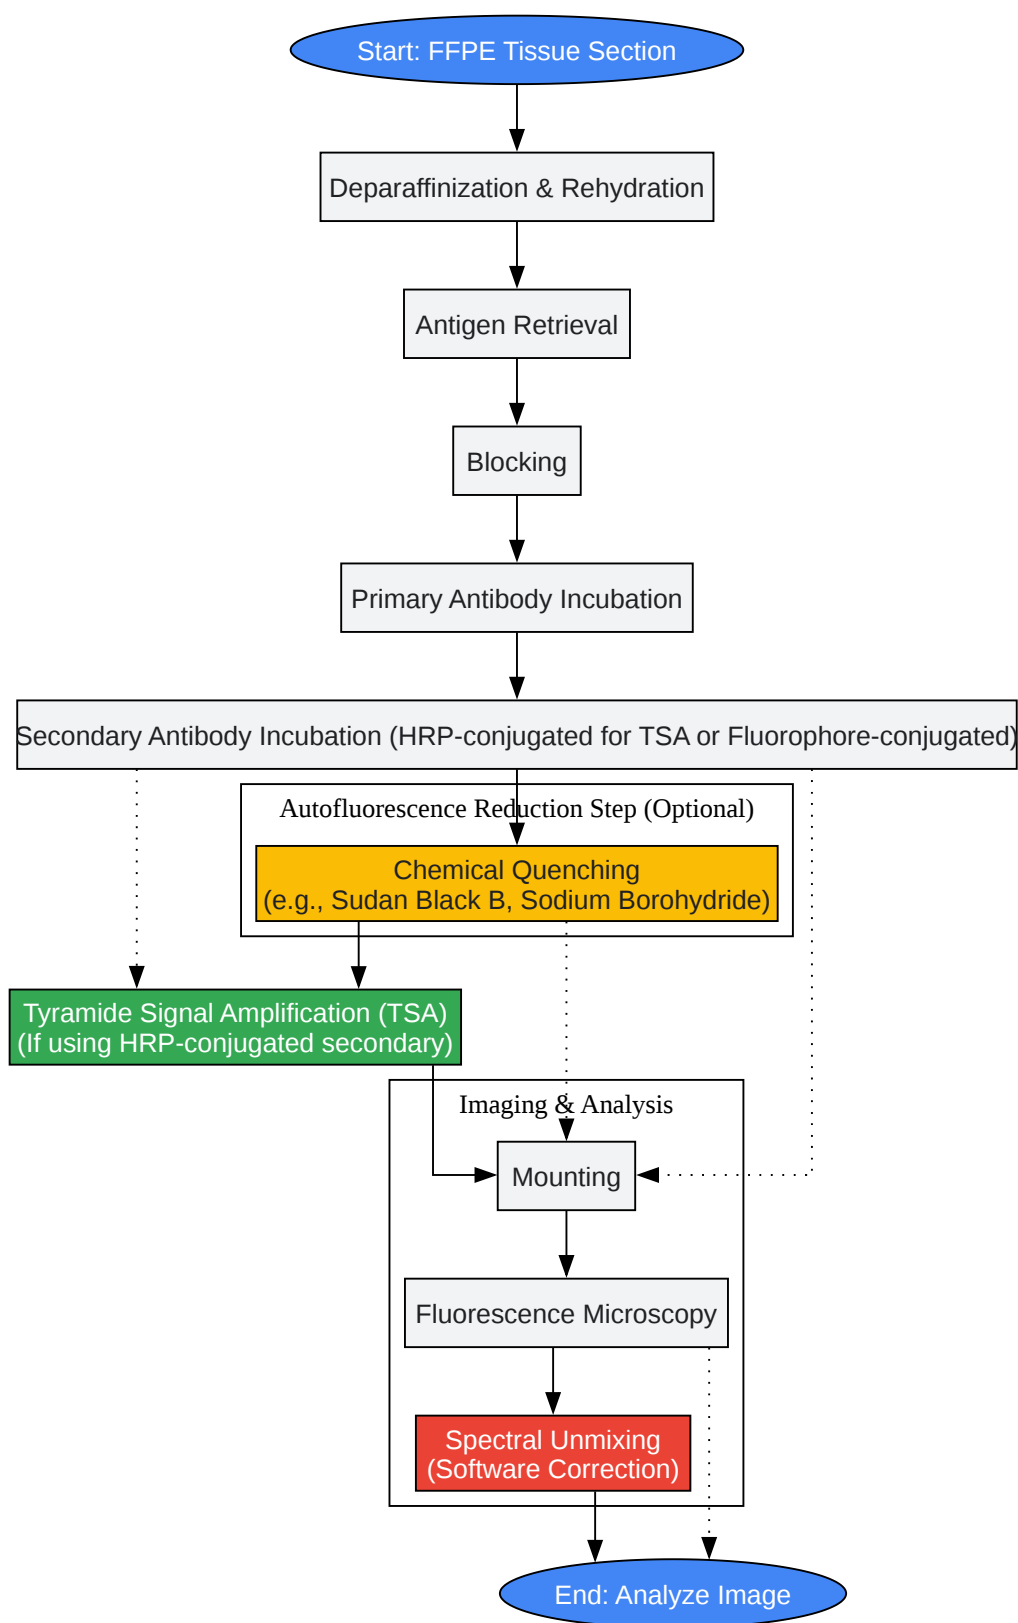 Start: FFPE Tissue Section
Deparaffinization & Rehydration
Antigen Retrieval
Blocking
Primary Antibody Incubation
Secondary Antibody Incubation (HRP-conjugated for TSA or Fluorophore-conjugated)
Autofluorescence Reduction Step (Optional)
Chemical Quenching
(e.g., Sudan Black B, Sodium Borohydride)
Tyramide Signal Amplification (TSA)
(If using HRP-conjugated secondary)
Imaging & Analysis
Mounting
Fluorescence Microscopy
Spectral Unmixing
(Software Correction)
End: Analyze Image